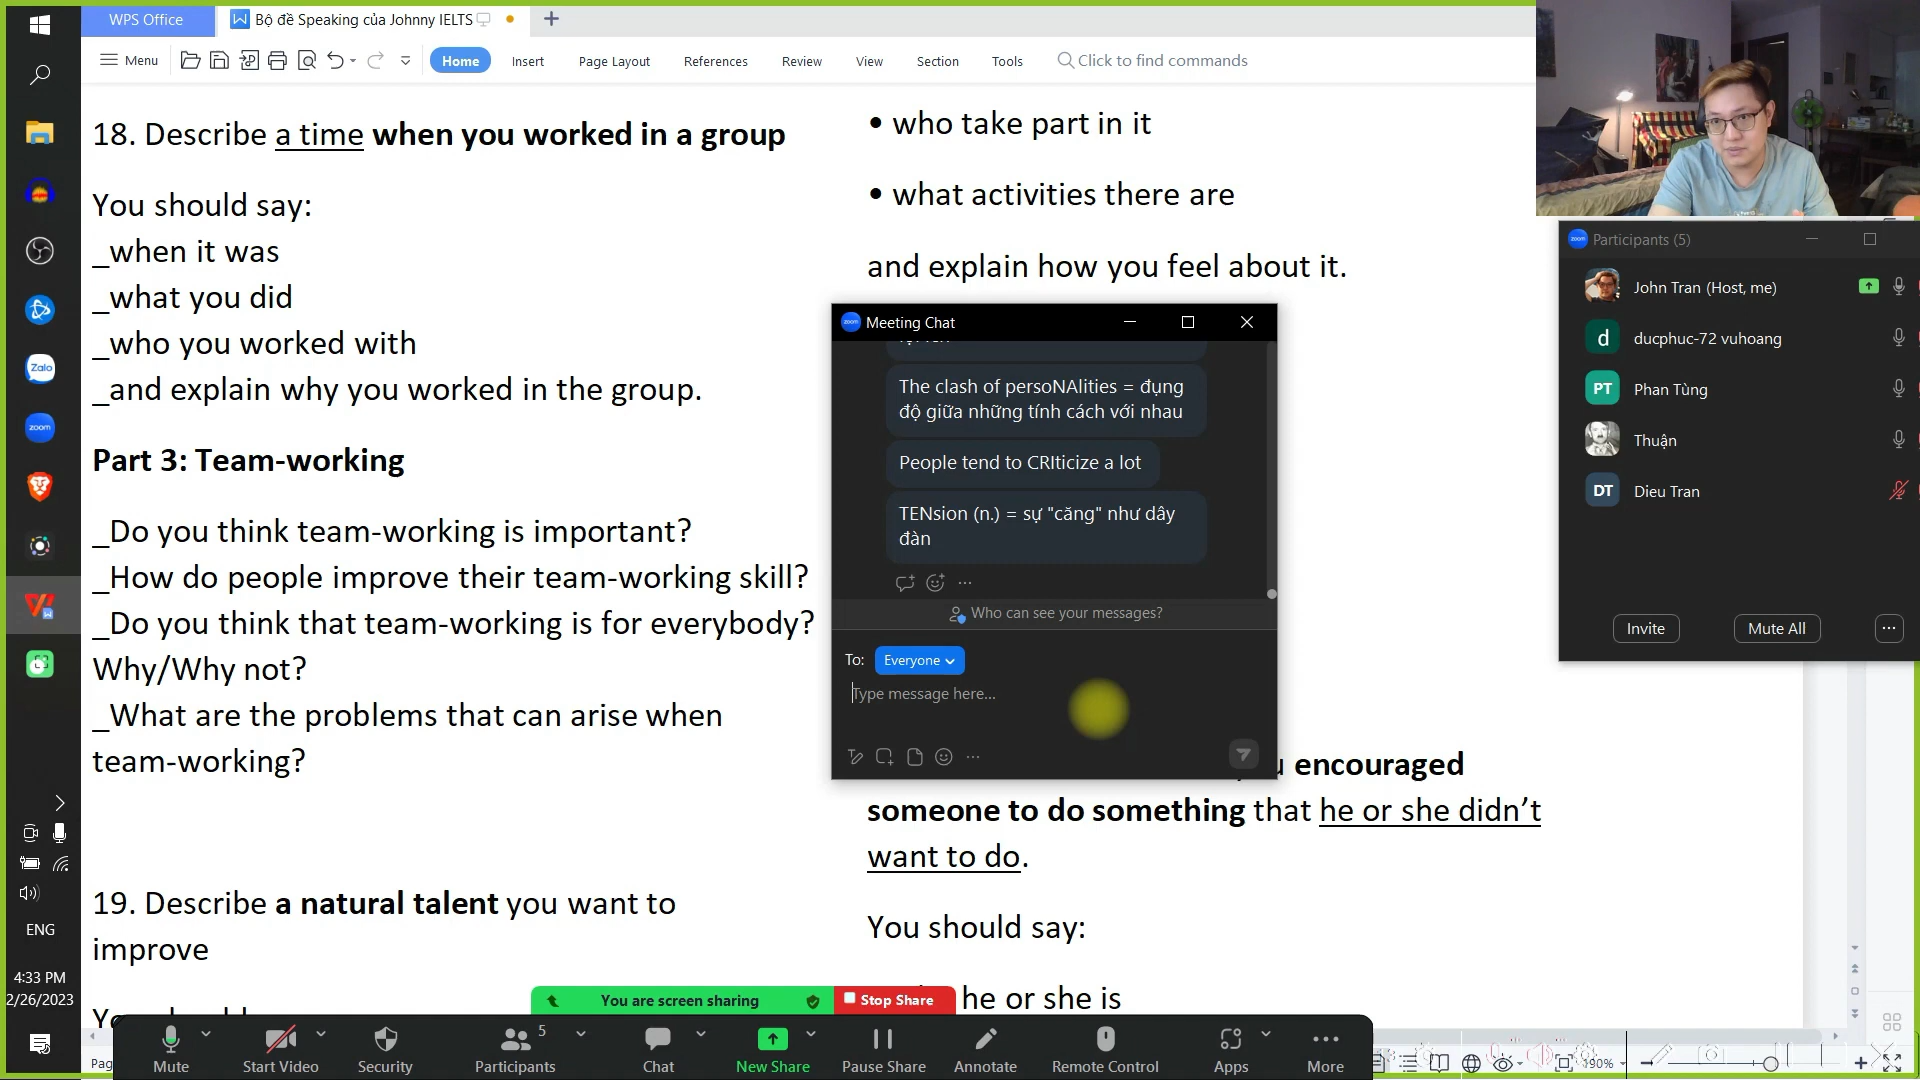 WPS Office
Bộ đề Speaking của Johnny IELTS
Menu
Home
Insert
Page Layout
References
Review
View
Section
Tools
Click to find commands
18. Describe a time when you worked in a group
You should say:
_when it was
_what you did
_who you worked with
_and explain why you worked in the group.
Part 3: Team-working
_Do you think team-working is important?
_How do people improve their team-working skill?
_Do you think that team-working is for everybody?
Why/Why not?
_What are the problems that can arise when
team-working?
19. Describe a natural talent you want to
improve
• who take part in it
• what activities there are
and explain how you feel about it.
encouraged
someone to do something that he or she didn’t
want to do.
You should say:
he or she is
zoom
Meeting Chat
The clash of persoNAlities = đụng
độ giữa những tính cách với nhau
People tend to CRIticize a lot
TENsion (n.) = sự "căng" như dây
đàn
Who can see your messages?
To:
Everyone
Type message here...
zoom
Participants (5)
John Tran (Host, me)
d
ducphuc-72 vuhoang
PT
Phan Tùng
Thuận
DT
Dieu Tran
Invite
Mute All
Zalo
zoom
ENG
4:33 PM
2/26/2023
You are screen sharing
Stop Share
Mute
Start Video
Security
5
Participants
Chat
New Share
Pause Share
Annotate
Remote Control
Apps
More
Pag
190%